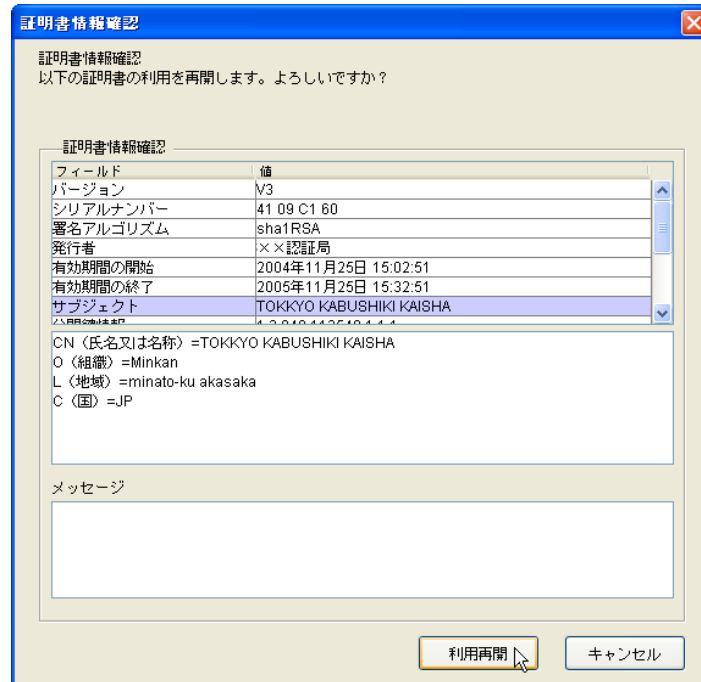 証明書情報確認
証明書情報確認
以下の証明書の利用を再開します。よろしいですか？
証明書情報確認
フィールド 値
バージョン V3
シリアルナンバー 41 09 C1 60
署名アルゴリズム sha1RSA
発行者 ××認証局
有効期間の開始 2004年11月25日 15:02:51
有効期間の終了 2005年11月25日 15:32:51
サブジェクト TOKKYO KABUSHIKI KAISHA
CN（氏名又は名称）=TOKKYO KABUSHIKI KAISHA
O（組織）=Minkan
L（地域）=minato-ku akasaka
C（国）=JP
メッセージ
利用再開 キャンセル